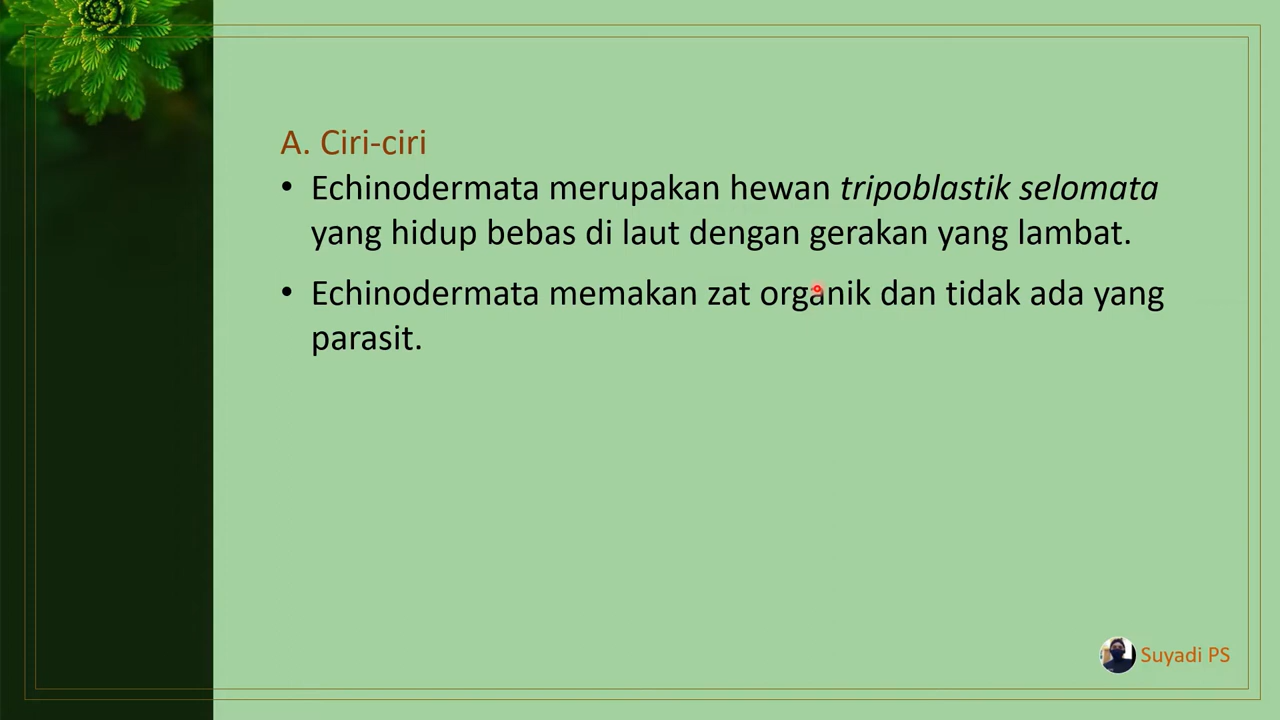 A. Ciri-ciri
• Echinodermata merupakan hewan tripoblastik selomata
yang hidup bebas di laut dengan gerakan yang lambat.
• Echinodermata memakan zat organik dan tidak ada yang
parasit.
Suyadi PS